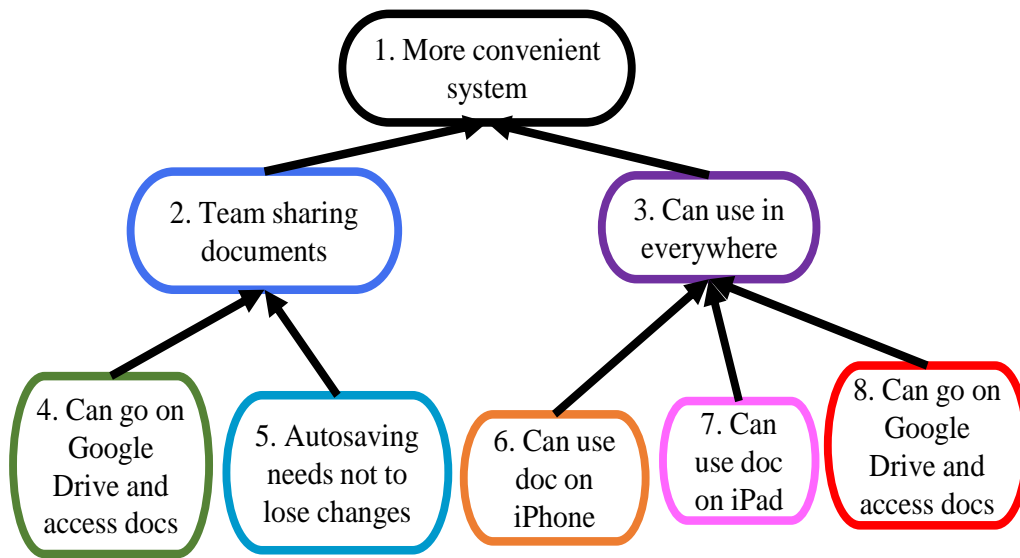 1. More convenient
system
2. Team sharing
documents
3. Can use in
everywhere
4. Can go on
Google
Drive and
access docs
5. Autosaving
needs not to
lose changes
6. Can use
doc on
iPhone
7. Can
use doc
on iPad
8. Can go on
Google
Drive and
access docs